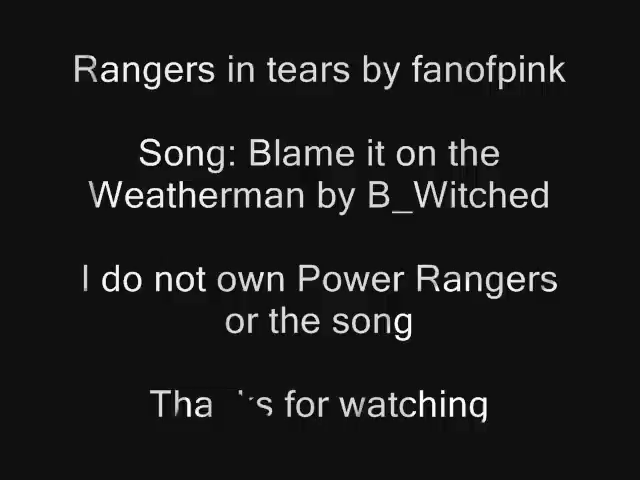 Rangers in tears by fanofpink
Song: Blame it on the
Weatherman by B_Witched
I do not own Power Rangers
or the song
for watching